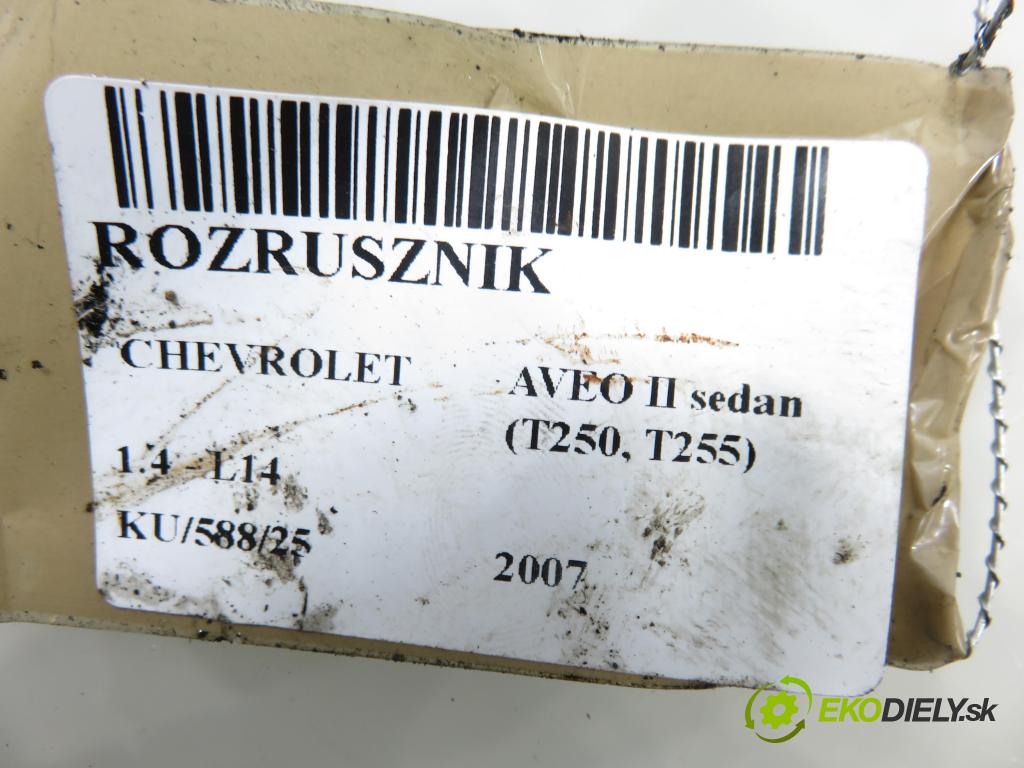 ROZRUSZNIK
CHEVROLET
AVEO II sedan
(T250, T255)
1.4 - L14
KU/588/25
2007
EKODIELY.sk